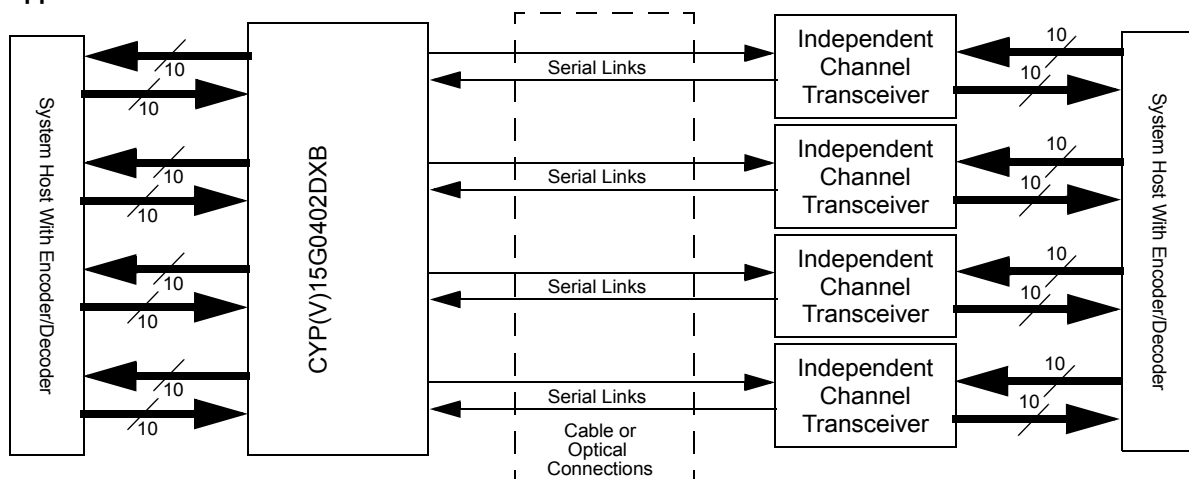 System Host With Encoder/Decoder
10
10
10
10
10
10
10
10
CYP(V)15G0402DXB
Serial Links
Serial Links
Serial Links
Serial Links
Cable or
Optical
Connections
Independent
Channel
Transceiver
Independent
Channel
Transceiver
Independent
Channel
Transceiver
Independent
Channel
Transceiver
10
10
10
10
10
10
10
10
System Host With Encoder/Decoder